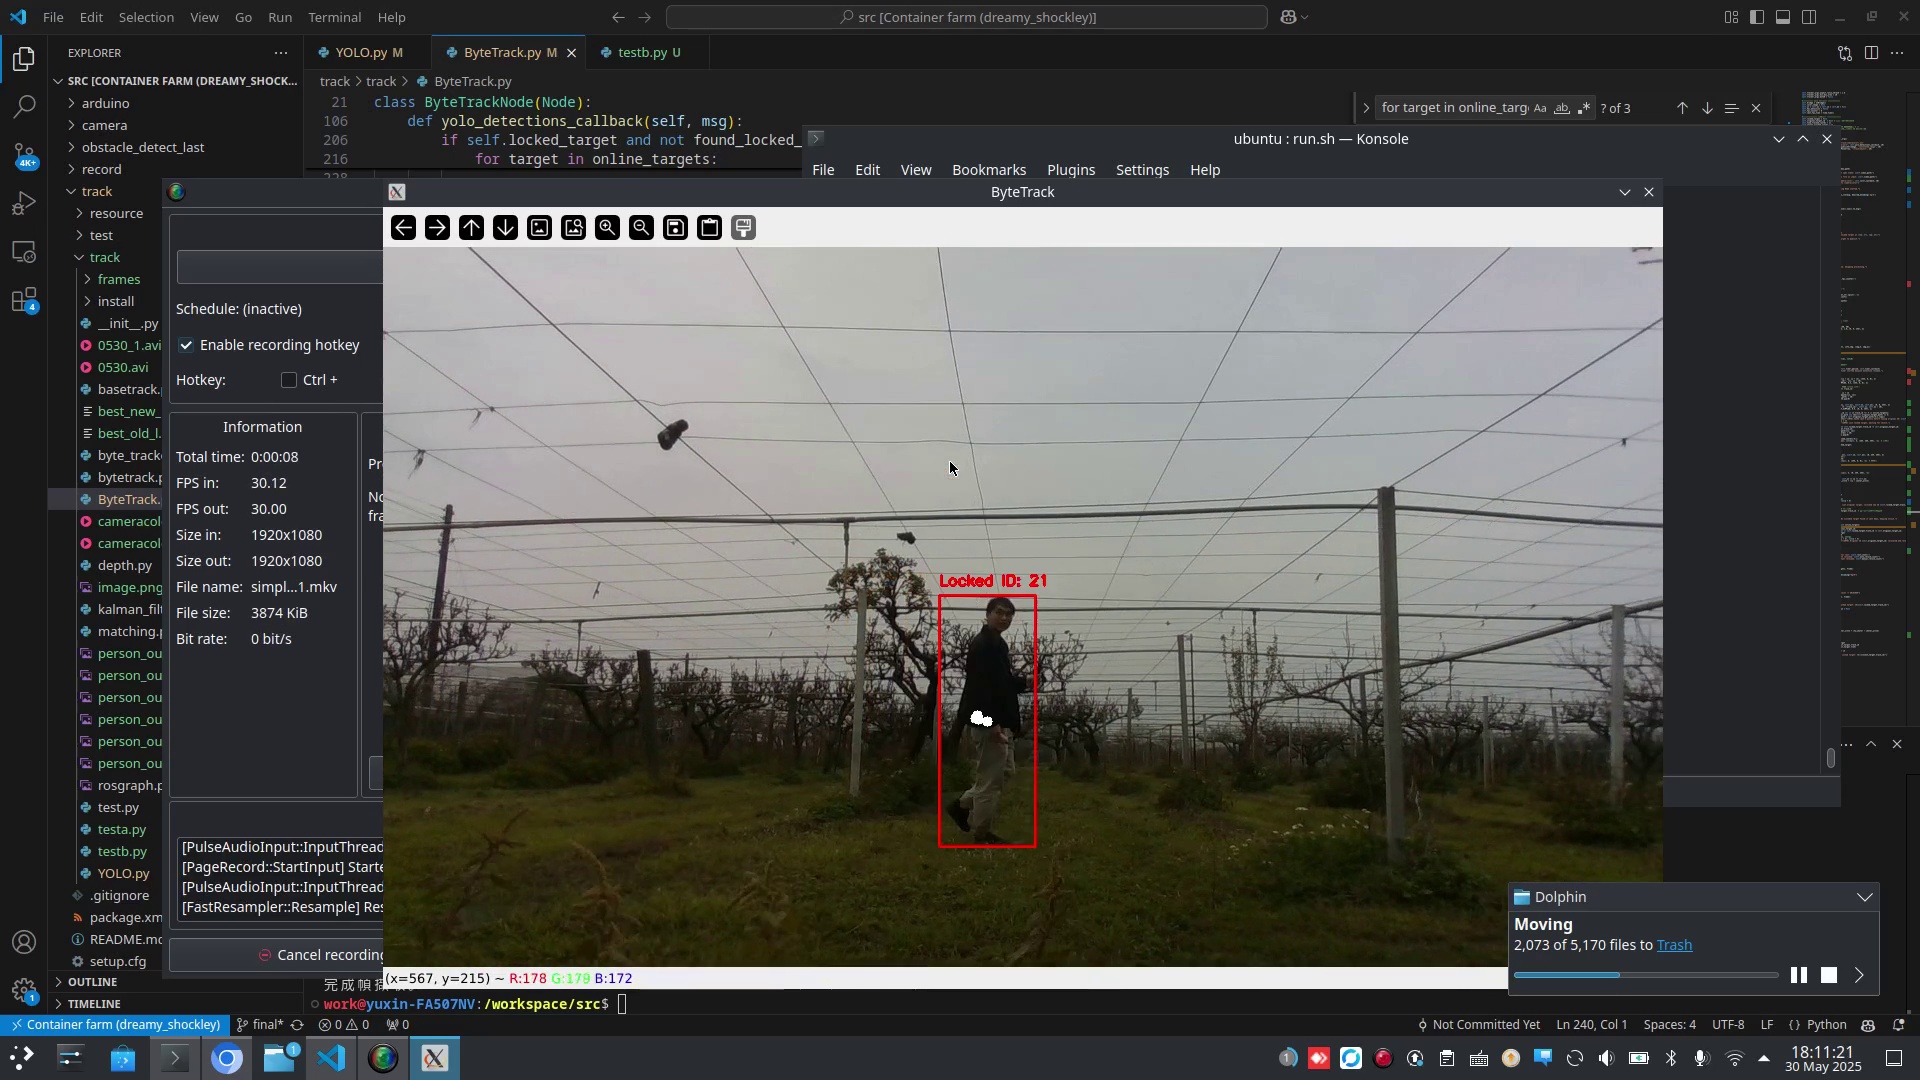 File Edit Selection View Go Run Terminal Help
src [Container farm (dreamy_shockley)]
EXPLORER
YOLO.py M
ByteTrack.py M
testb.py U
SRC [CONTAINER FARM (DREAMY_SHOCK...
track > track > ByteTrack.py
arduino
camera
obstacle_detect_last
record
track
resource
test
track
frames
install
__init__.py
0530_1.avi
0530.avi
basetrack.
best_new_
best_old_l.
byte_track
bytetrack.p
ByteTrack.
cameracol
cameracol
depth.py
image.png
kalman_filt
matching.p
person_ou
person_ou
person_ou
person_ou
person_ou
person_ou
rosgraph.p
test.py
testa.py
testb.py
YOLO.py
.gitignore
package.xm
README.md
setup.cfg
OUTLINE
TIMELINE
4K+
4
1
21 class ByteTrackNode(Node):
106 def yolo_detections_callback(self, msg):
206 if self.locked_target and not found_locked_
216 for target in online_targets:
for target in online_targ
Aa ab .* ? of 3
ubuntu : run.sh — Konsole
File Edit View Bookmarks Plugins Settings Help
ByteTrack
Schedule: (inactive)
Enable recording hotkey
Hotkey: Ctrl +
Information
Total time: 0:00:08
FPS in: 30.12
FPS out: 30.00
Size in: 1920x1080
Size out: 1920x1080
File name: simpl...1.mkv
File size: 3874 KiB
Bit rate: 0 bit/s
Pr
No
fra
[PulseAudioInput::InputThread
[PageRecord::StartInput] Starte
[PulseAudioInput::InputThread
[FastResampler::Resample] Res
Cancel recording
Locked ID: 21
(x=567, y=215) ~ R:178 G:179 B:172
Dolphin
Moving
2,073 of 5,170 files to Trash
work@yuxin-FA507NV:/workspace/src$
Container farm (dreamy_shockley)
final*
0 0
0
Not Committed Yet
Ln 240, Col 1
Spaces: 4
UTF-8
LF
{} Python
1
1
18:11:21
30 May 2025